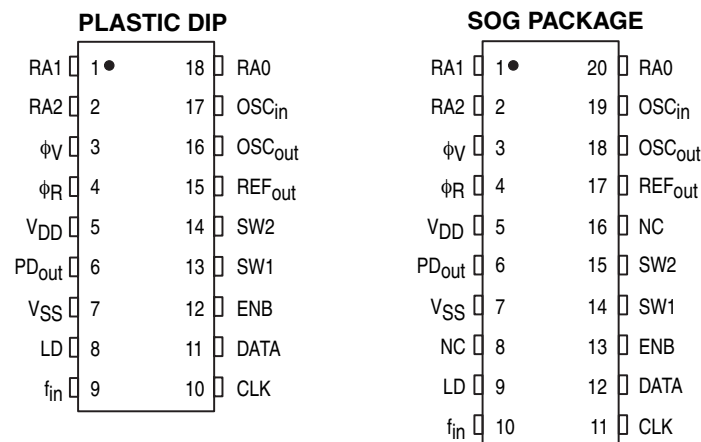 PLASTIC DIP
RA1 1 18 RA0
RA2 2 17 OSCin
ϕV 3 16 OSCout
ϕR 4 15 REFout
VDD 5 14 SW2
PDout 6 13 SW1
VSS 7 12 ENB
LD 8 11 DATA
fin 9 10 CLK
SOG PACKAGE
RA1 1 20 RA0
RA2 2 19 OSCin
ϕV 3 18 OSCout
ϕR 4 17 REFout
VDD 5 16 NC
PDout 6 15 SW2
VSS 7 14 SW1
NC 8 13 ENB
LD 9 12 DATA
fin 10 11 CLK